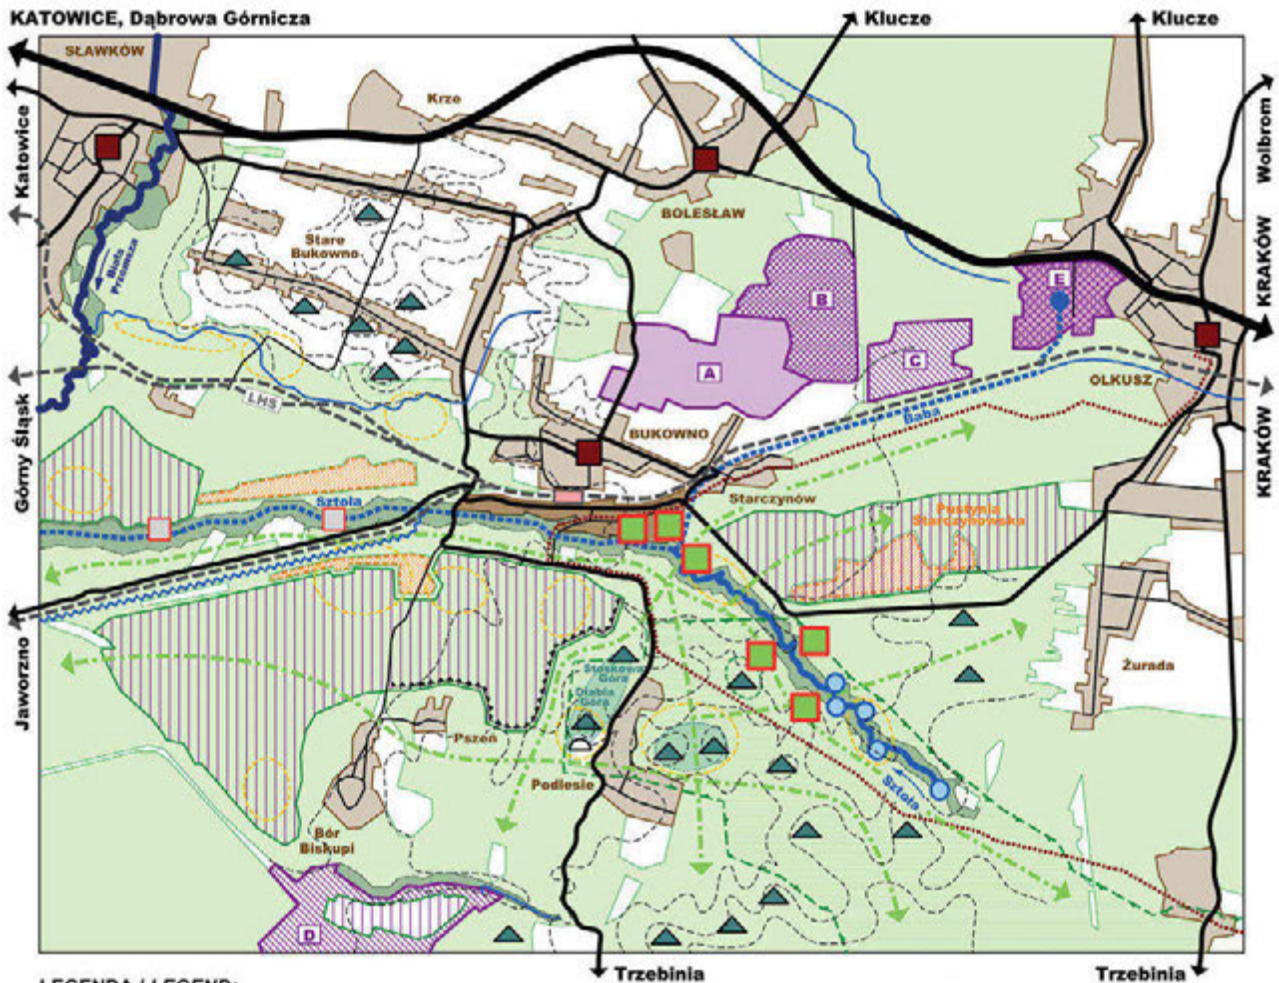 KATOWICE, Dąbrowa Górnicza
Klucze
Klucze
SŁAWKÓW
Krze
Katowice
Wolbrom
BOLESŁAW
Stare
Bukowno
Biała
Przemsza
KRAKÓW
E
B
C
A
OLKUSZ
LHS
Baba
BUKOWNO
Górny Śląsk
KRAKÓW
Sztoła
Starczynów
Pustynia
Starczynowska
Jaworzno
Żurada
Stoskowa
Góra
Diabla
Góra
Pszeń
Podlesie
Sztoła
Bór
Biskupi
D
Trzebinia
Trzebinia
LEGENDA / LEGEND: